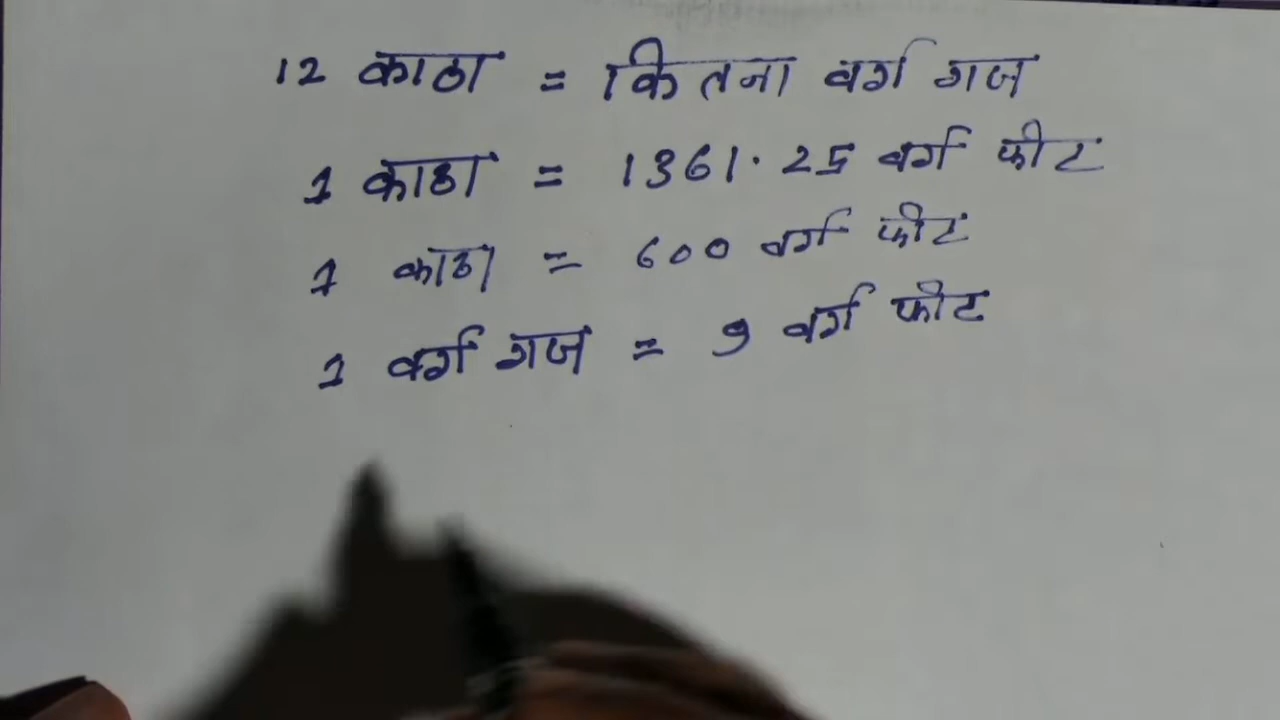 12 काठा = कितना वर्ग गज
1 काठा = 1361.25 वर्ग फीट
1 काठा = 600 वर्ग फीट
1 वर्ग गज = 9 वर्ग फीट